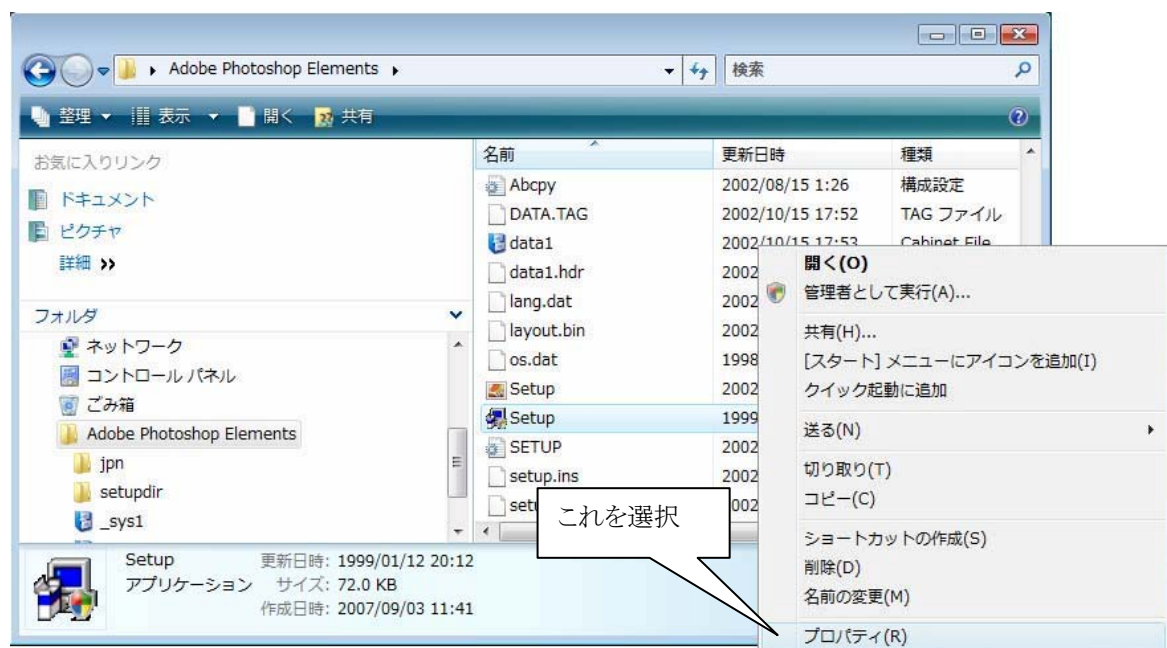 Adobe Photoshop Elements
検索
整理 表示 開く 共有
お気に入りリンク
ドキュメント
ピクチャ
詳細 >>
フォルダ
ネットワーク
コントロール パネル
ごみ箱
Adobe Photoshop Elements
jpn
setupdir
_sys1
名前 更新日時 種類
Abcpy 2002/08/15 1:26 構成設定
DATA.TAG 2002/10/15 17:52 TAG ファイル
data1 2002/10/15 17:53 Cabinet File
data1.hdr 2002
lang.dat 2002
layout.bin 2002
os.dat 1998
Setup 2002
Setup 1999
SETUP 2002
setup.ins 2002
開く(O)
管理者として実行(A)...
共有(H)...
[スタート] メニューにアイコンを追加(I)
クイック起動に追加
送る(N)
切り取り(T)
コピー(C)
ショートカットの作成(S)
削除(D)
名前の変更(M)
プロパティ(R)
これを選択
Setup 更新日時: 1999/01/12 20:12
アプリケーション サイズ: 72.0 KB
作成日時: 2007/09/03 11:41